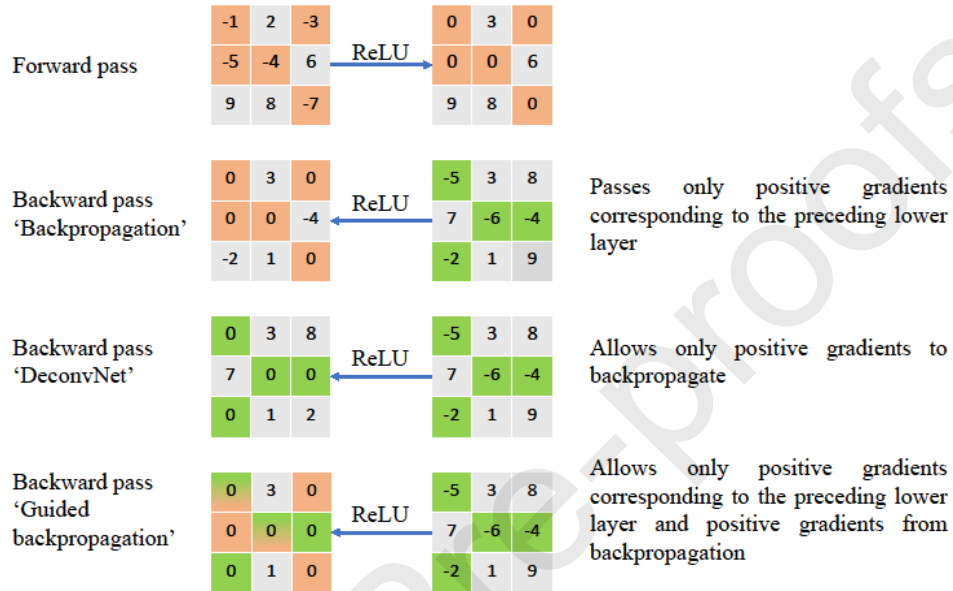 -1 2 -3 0 3 0
Forward pass -5 -4 6 ReLU 0 0 6
9 8 -7 9 8 0
0 3 0 -5 3 8
Backward pass
‘Backpropagation’
0 0 -4 ReLU 7 -6 -4
-2 1 0 -2 1 9
Passes only positive gradients
corresponding to the preceding lower
layer
0 3 8 -5 3 8
Backward pass
‘DeconvNet’
7 0 0 ReLU 7 -6 -4
0 1 2 -2 1 9
Allows only positive gradients to
backpropagate
0 3 0 -5 3 8
Backward pass
‘Guided
backpropagation’
0 0 0 ReLU 7 -6 -4
0 1 0 -2 1 9
Allows only positive gradients
corresponding to the preceding lower
layer and positive gradients from
backpropagation
Pre-proofs